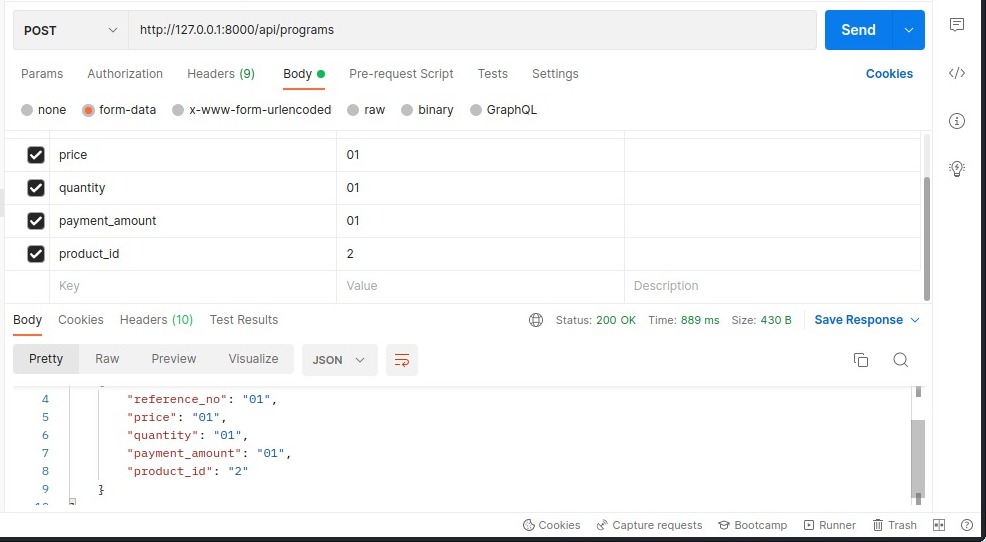 POST http://127.0.0.1:8000/api/programs Send
Params Authorization Headers (9) Body Pre-request Script Tests Settings Cookies
none form-data x-www-form-urlencoded raw binary GraphQL
price 01
quantity 01
payment_amount 01
product_id 2
Key Value Description
Body Cookies Headers (10) Test Results Status: 200 OK Time: 889 ms Size: 430 B Save Response
Pretty Raw Preview Visualize JSON
4 "reference_no": "01",
5 "price": "01",
6 "quantity": "01",
7 "payment_amount": "01",
8 "product_id": "2"
9 }
Cookies Capture requests Bootcamp Runner Trash